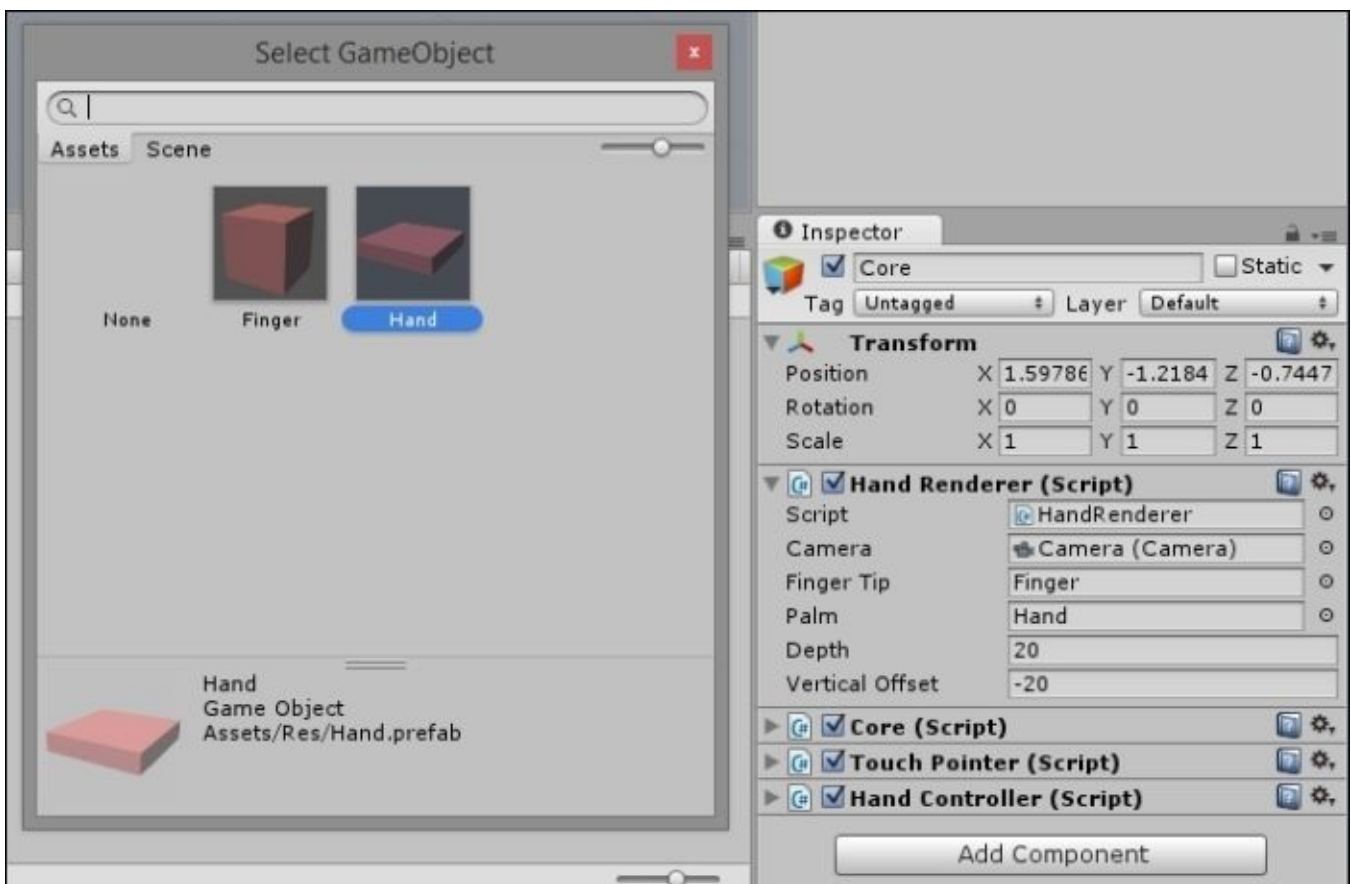 Select GameObject
x
Assets Scene
None Finger Hand
Hand
Game Object
Assets/Res/Hand.prefab
Inspector
Core Static
Tag Untagged Layer Default
Transform
Position X 1.59786 Y -1.2184 Z -0.7447
Rotation X 0 Y 0 Z 0
Scale X 1 Y 1 Z 1
Hand Renderer (Script)
Script HandRenderer
Camera Camera (Camera)
Finger Tip Finger
Palm Hand
Depth 20
Vertical Offset -20
Core (Script)
Touch Pointer (Script)
Hand Controller (Script)
Add Component